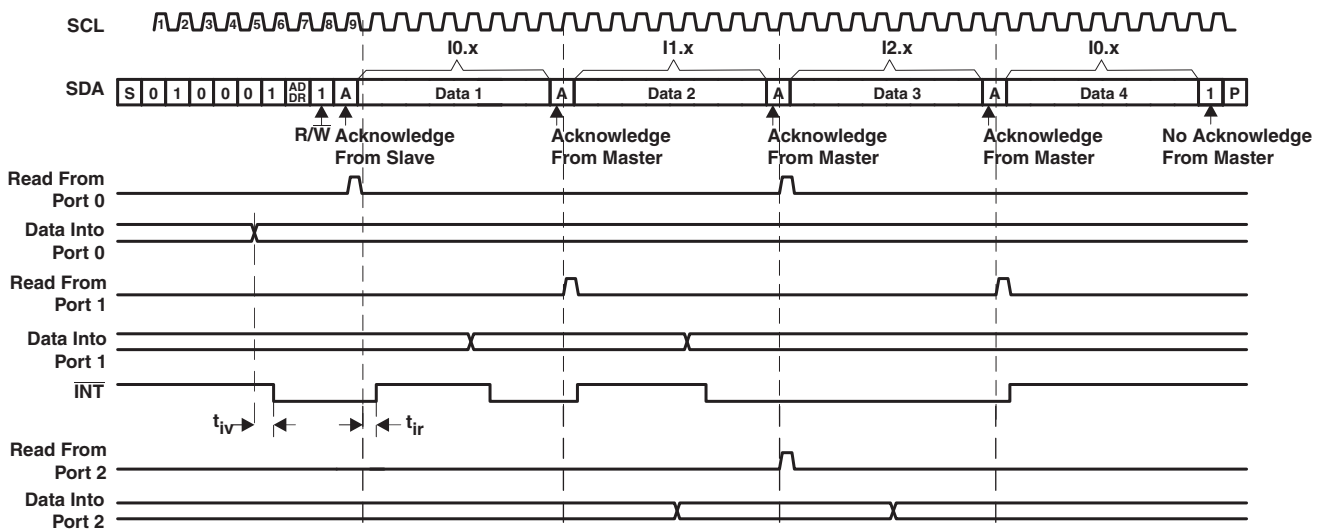 SCL 1 2 3 4 5 6 7 8 9
I0.x I1.x I2.x I0.x
SDA S 0 1 0 0 0 1 AD DR 1 A Data 1 A Data 2 A Data 3 A Data 4 1 P
R/W Acknowledge From Slave
Acknowledge From Master
Acknowledge From Master
Acknowledge From Master
No Acknowledge From Master
Read From
Port 0
Data Into
Port 0
Read From
Port 1
Data Into
Port 1
INT
tiv tir
Read From
Port 2
Data Into
Port 2